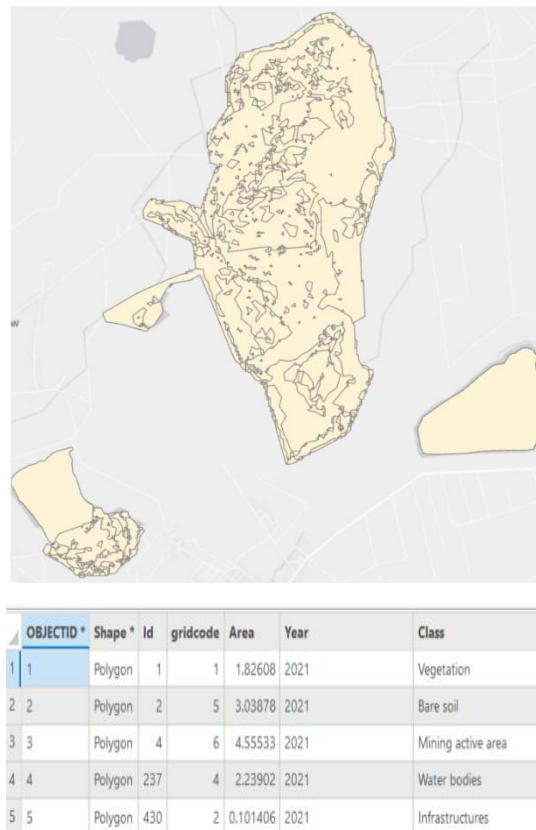 w
OBJECTID * Shape * Id gridcode Area Year Class
1 1 Polygon 1 1 1.82608 2021 Vegetation
2 2 Polygon 2 5 3.03878 2021 Bare soil
3 3 Polygon 4 6 4.55533 2021 Mining active area
4 4 Polygon 237 4 2.23902 2021 Water bodies
5 5 Polygon 430 2 0.101406 2021 Infrastructures